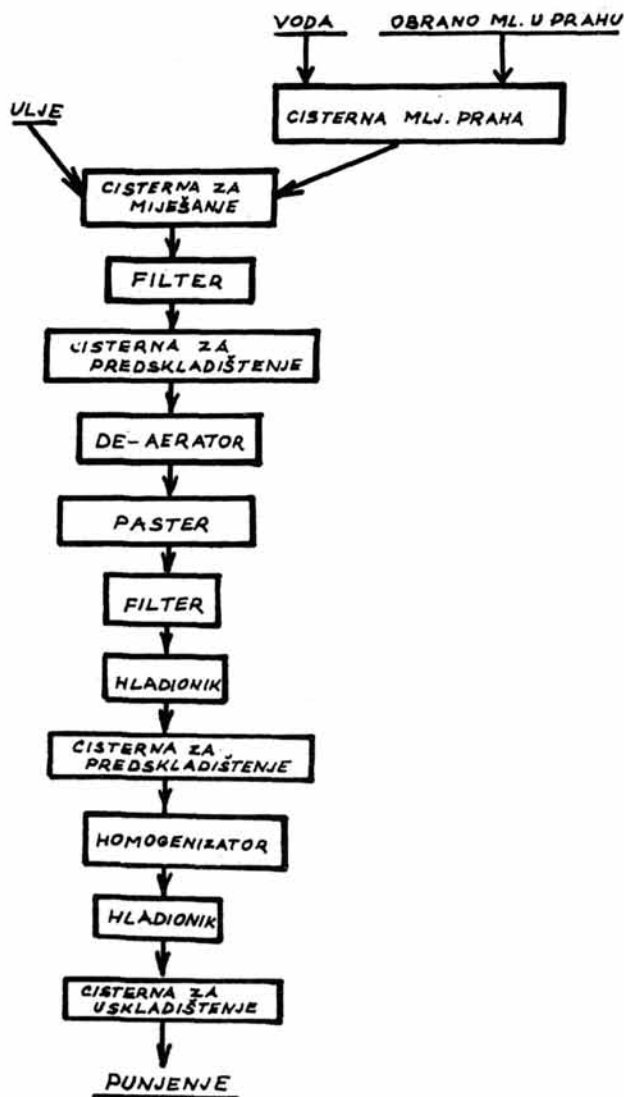 VODA
OBRANO ML. U PRAHU
CISTERNA MLJ. PRAHA
ULJE
CISTERNA ZA
MIJEŠANJE
FILTER
CISTERNA ZA
PREDSKLADIŠTENJE
DE-AERATOR
PASTER
FILTER
HLADIONIK
CISTERNA ZA
PREDSKLADIŠTENJE
HOMOGENIZATOR
HLADIONIK
CISTERNA ZA
USKLADIŠTENJE
PUNJENJE